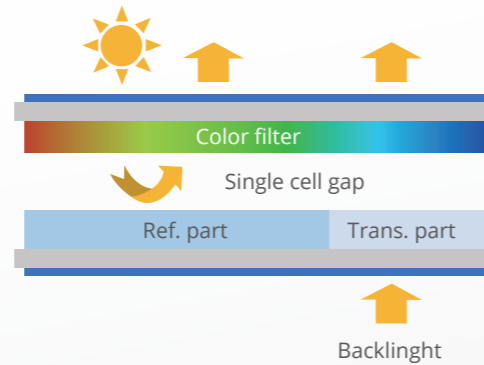 Color filter
Single cell gap
Ref. part
Trans. part
Backlinght